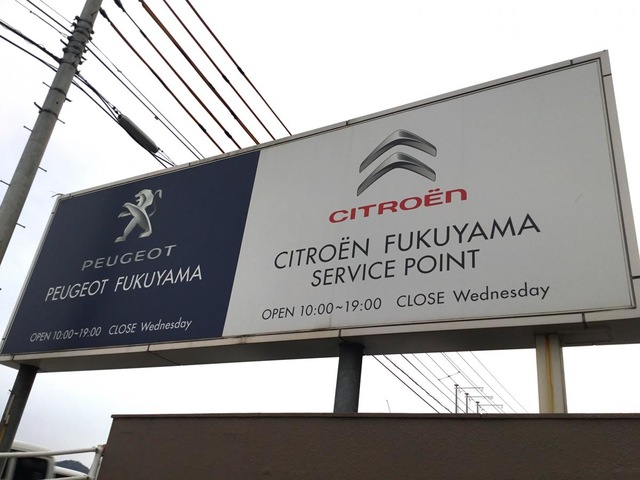 PEUGEOT
PEUGEOT FUKUYAMA
OPEN 10:00~19:00 CLOSE Wednesday
CITROËN
CITROËN FUKUYAMA
SERVICE POINT
OPEN 10:00~19:00 CLOSE Wednesday